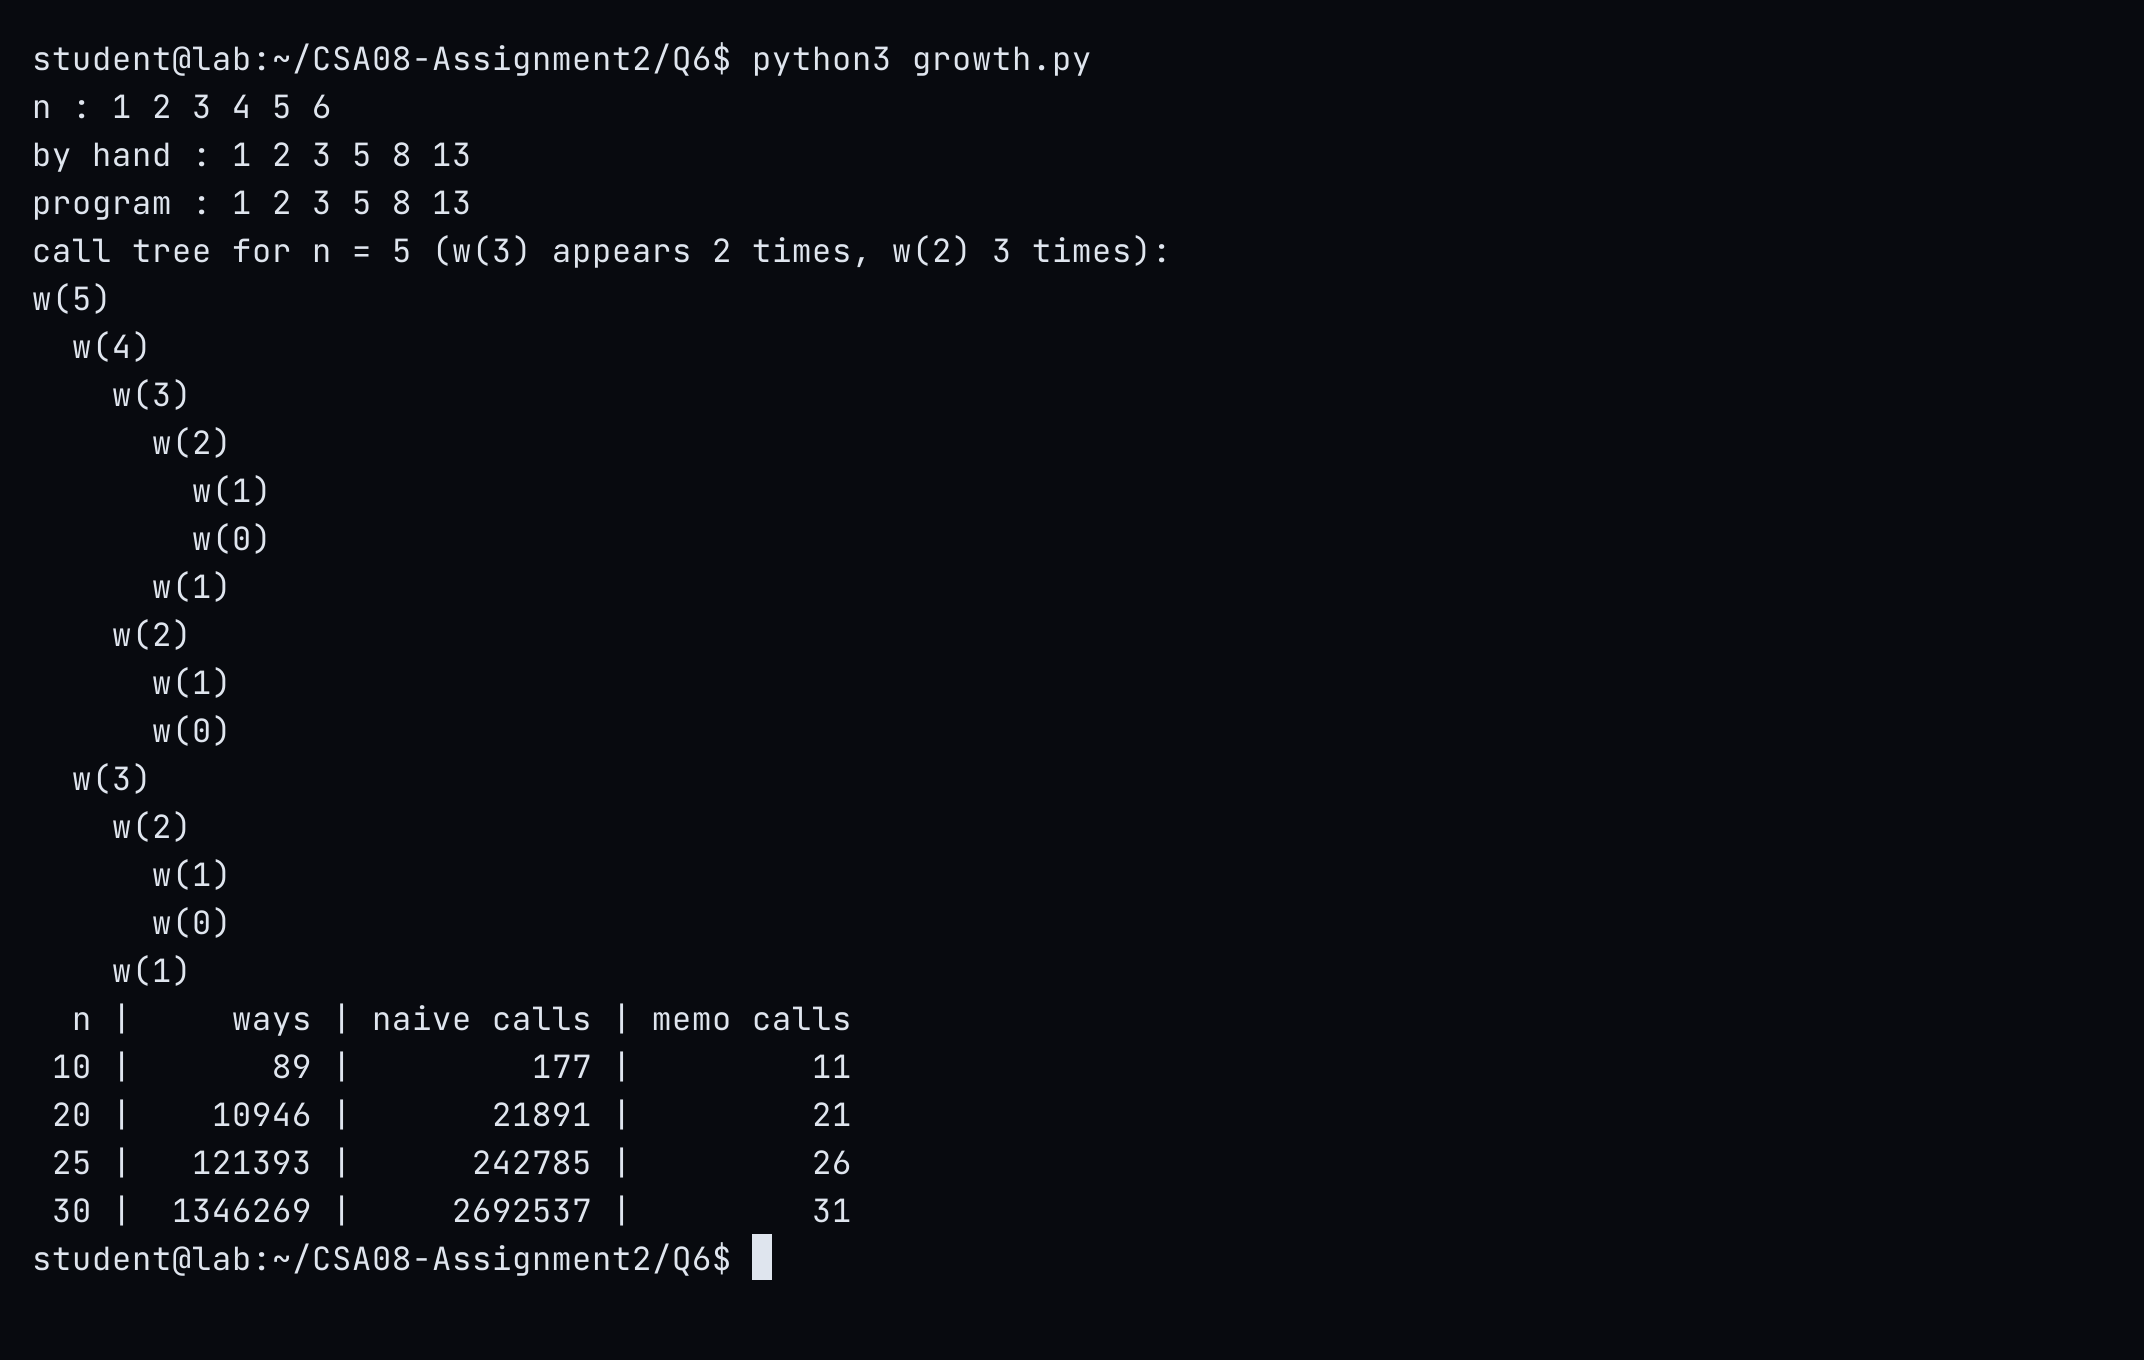 student@lab:~/CSA08-Assignment2/Q6$ python3 growth.py
n : 1 2 3 4 5 6
by hand : 1 2 3 5 8 13
program : 1 2 3 5 8 13
call tree for n = 5 (w(3) appears 2 times, w(2) 3 times):
w(5)
  w(4)
    w(3)
      w(2)
        w(1)
        w(0)
      w(1)
    w(2)
      w(1)
      w(0)
  w(3)
    w(2)
      w(1)
      w(0)
    w(1)
  n |     ways | naive calls | memo calls
 10 |       89 |         177 |         11
 20 |    10946 |       21891 |         21
 25 |   121393 |      242785 |         26
 30 |  1346269 |     2692537 |         31
student@lab:~/CSA08-Assignment2/Q6$